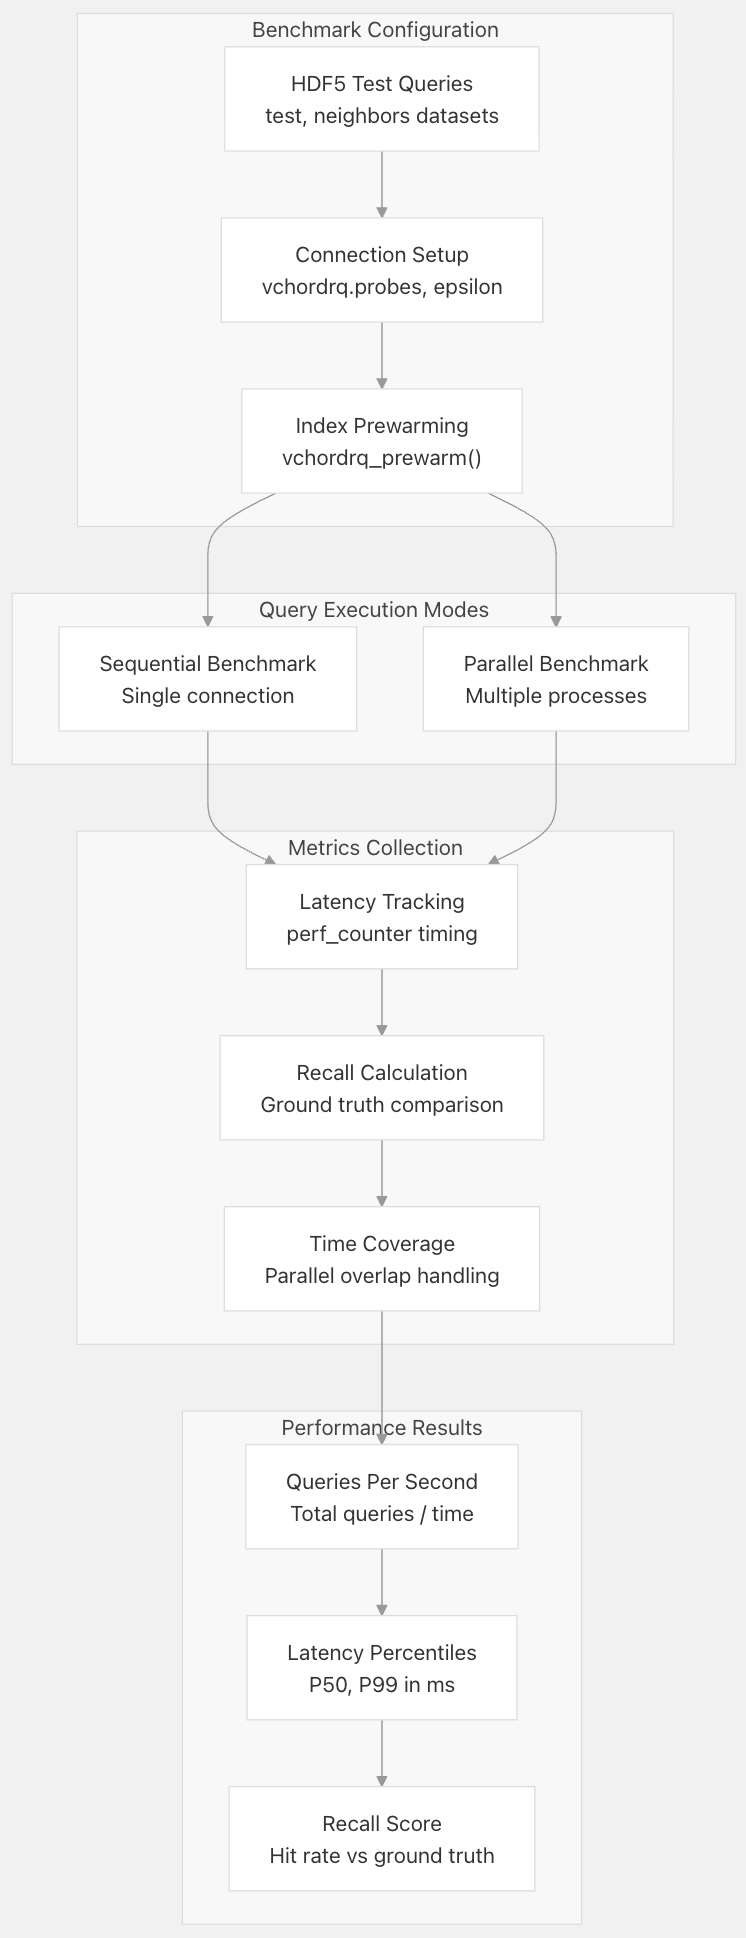 Benchmark Configuration
HDF5 Test Queries
test, neighbors datasets
Connection Setup
vchordrq.probes, epsilon
Index Prewarming
vchordrq_prewarm()
Query Execution Modes
Sequential Benchmark
Single connection
Parallel Benchmark
Multiple processes
Metrics Collection
Latency Tracking
perf_counter timing
Recall Calculation
Ground truth comparison
Time Coverage
Parallel overlap handling
Performance Results
Queries Per Second
Total queries / time
Latency Percentiles
P50, P99 in ms
Recall Score
Hit rate vs ground truth